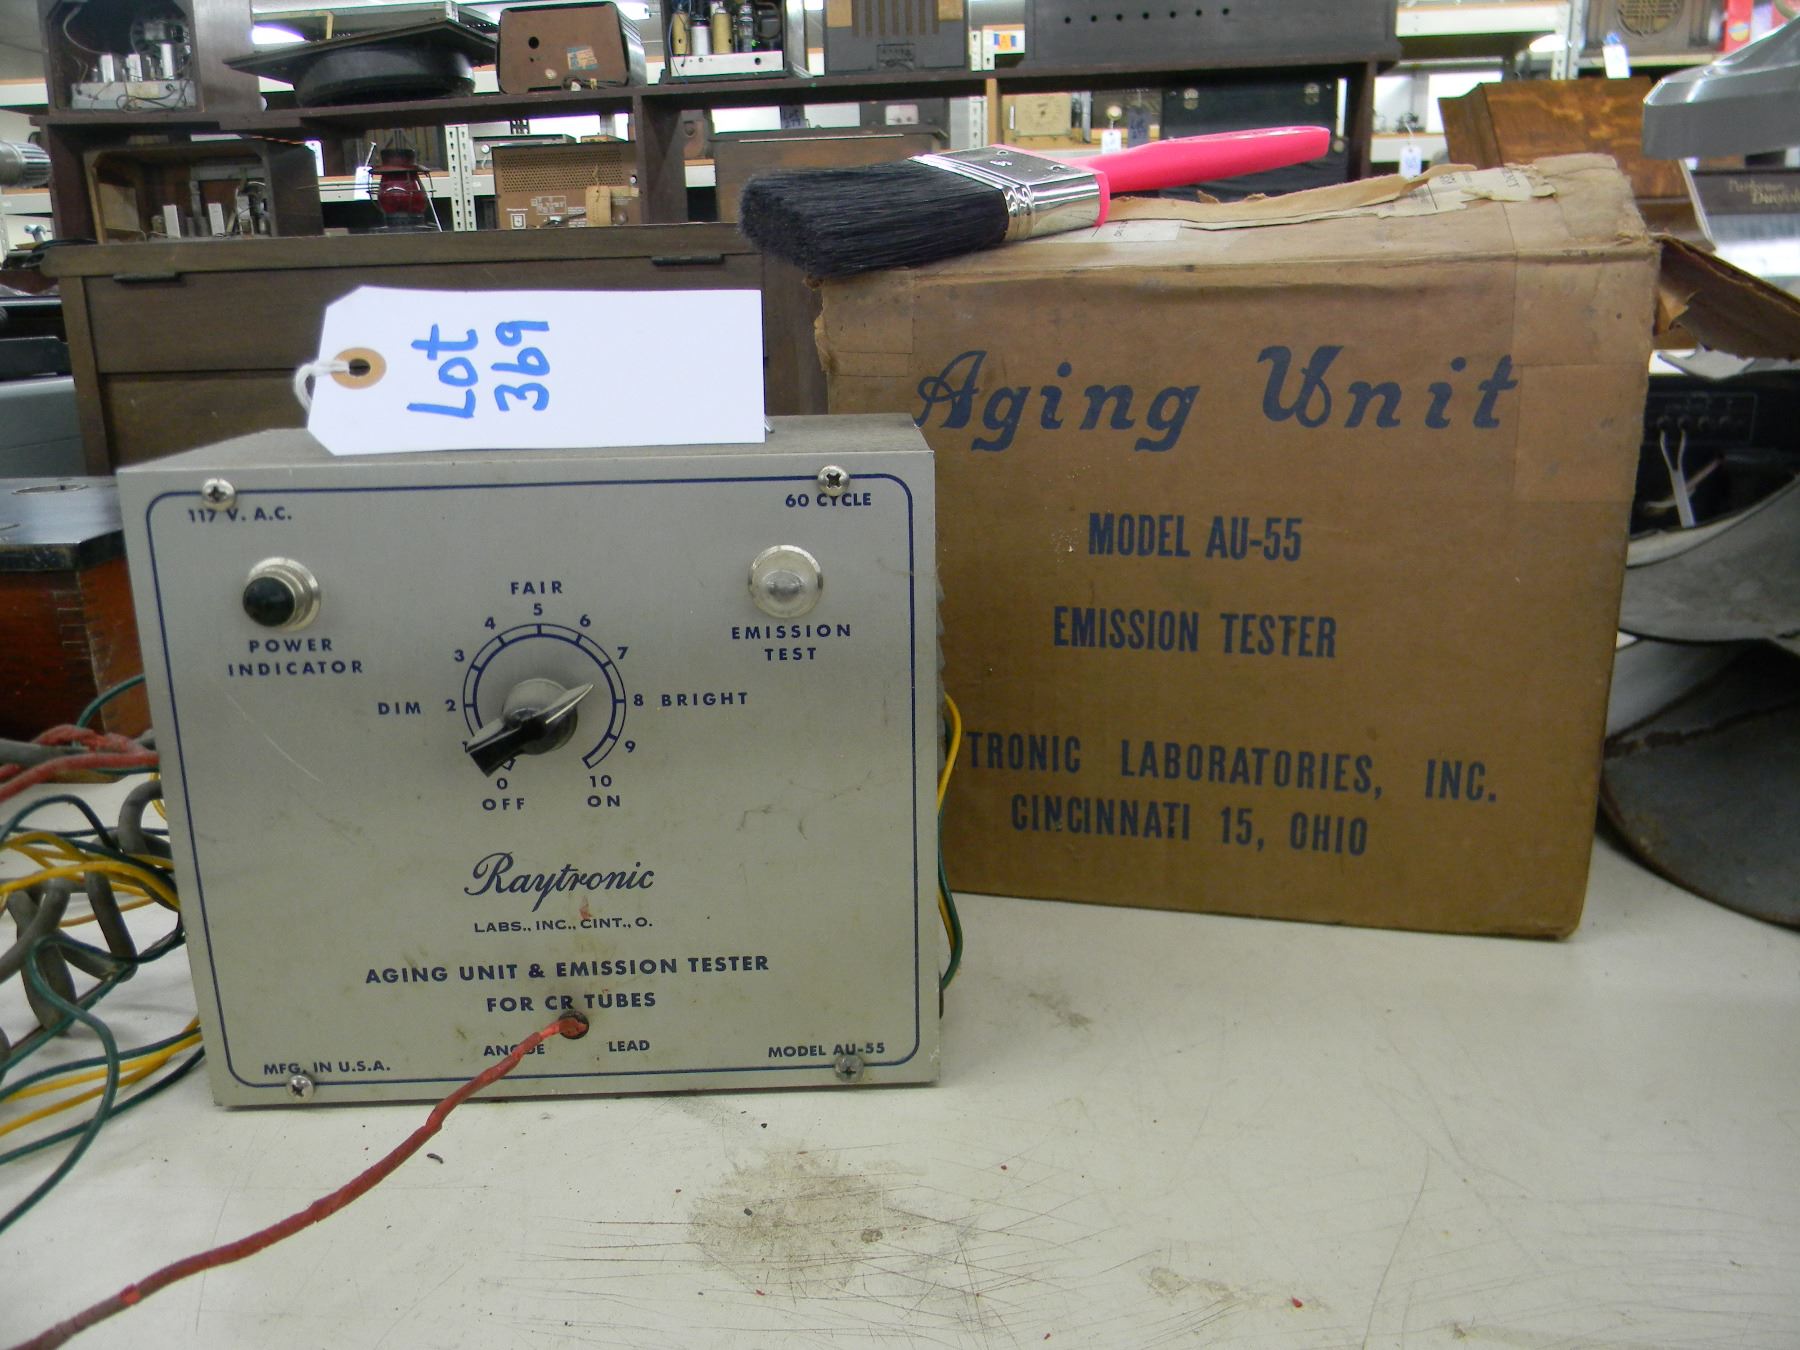 Lot
369
117 V. A.C.
60 CYCLE
FAIR
POWER
INDICATOR
EMISSION
TEST
DIM
BRIGHT
0
1
2
3
4
5
6
7
8
9
10
OFF
ON
Raytronic
LABS., INC., CINT., O.
AGING UNIT & EMISSION TESTER
FOR CR TUBES
ANODE LEAD
MFG. IN U.S.A.
MODEL AU-55
Aging Unit
MODEL AU-55
EMISSION TESTER
TRONIC LABORATORIES, INC.
CINCINNATI 15, OHIO